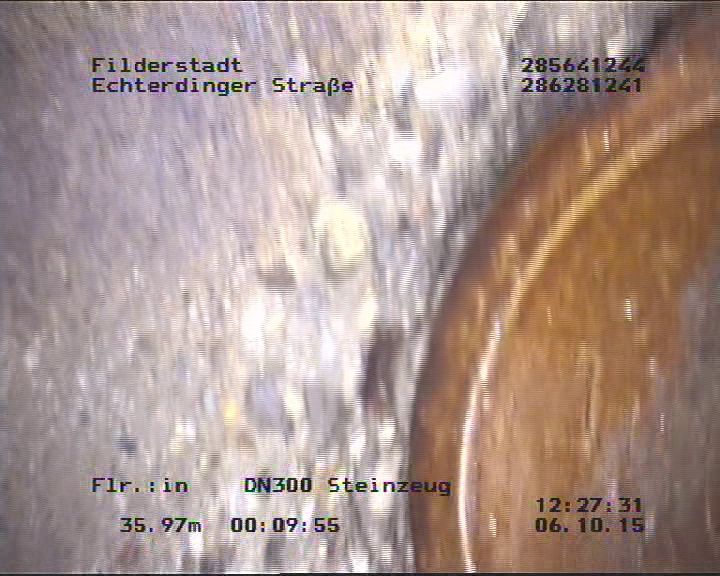 Filderstadt 285641244
Echterdinger Straße 286281241
Flr.:in DN300 Steinzeug
12:27:31
35.97m 00:09:55 06.10.15